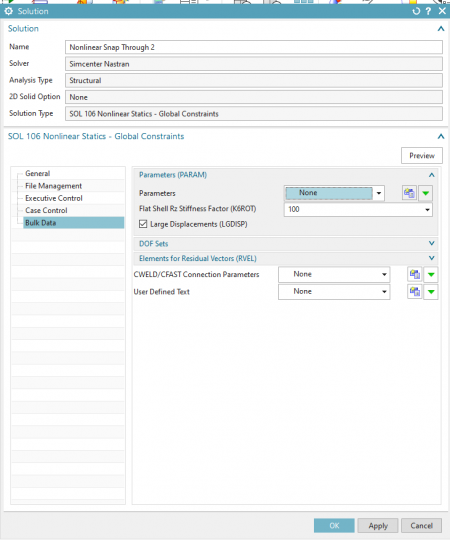 Solution
Solution
Name Nonlinear Snap Through 2
Solver Simcenter Nastran
Analysis Type Structural
2D Solid Option None
Solution Type SOL 106 Nonlinear Statics - Global Constraints
SOL 106 Nonlinear Statics - Global Constraints
Preview
General
File Management
Executive Control
Case Control
Bulk Data
Parameters (PARAM)
Parameters None
Flat Shell Rz Stiffness Factor (K6ROT) 100
Large Displacements (LGDISP)
DOF Sets
Elements for Residual Vectors (RVEL)
CWELD/CFAST Connection Parameters None
User Defined Text None
OK Apply Cancel